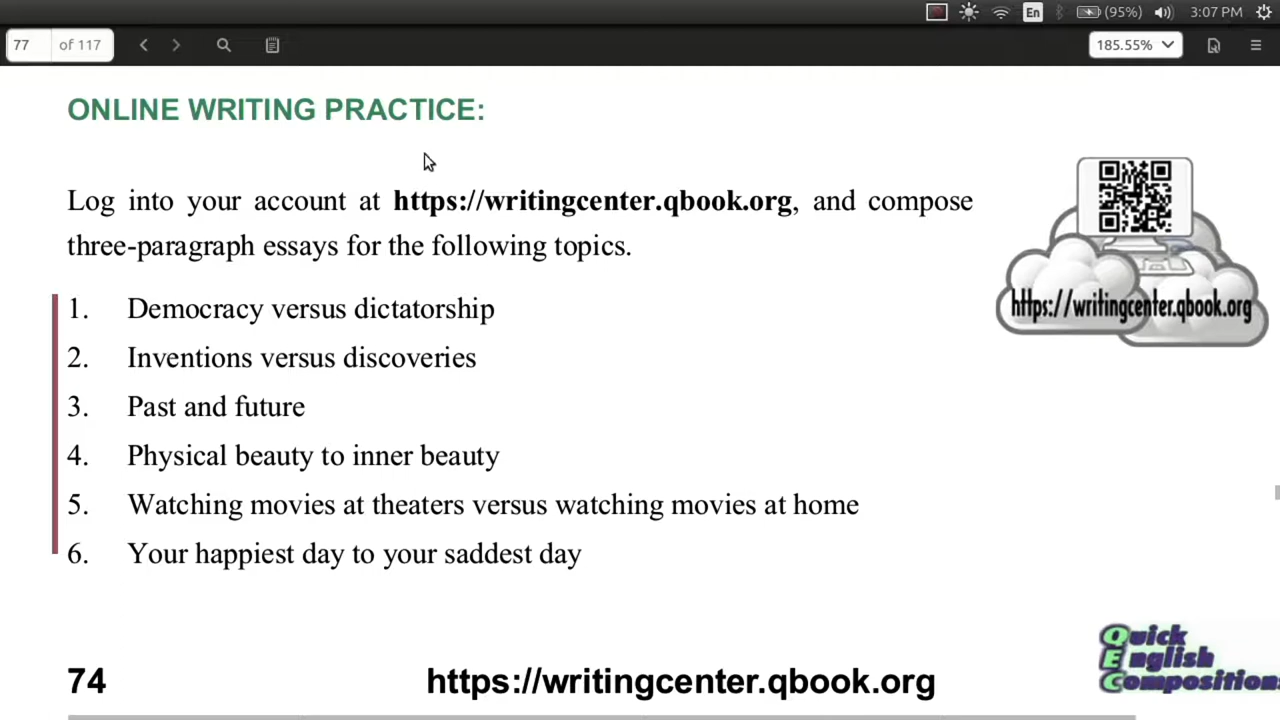 En (95%) 3:07 PM
77 of 117 185.55%
ONLINE WRITING PRACTICE:
Log into your account at https://writingcenter.qbook.org, and compose
three-paragraph essays for the following topics.
https://writingcenter.qbook.org
1. Democracy versus dictatorship
2. Inventions versus discoveries
3. Past and future
4. Physical beauty to inner beauty
5. Watching movies at theaters versus watching movies at home
6. Your happiest day to your saddest day
74 https://writingcenter.qbook.org
Quick
English
Compositions